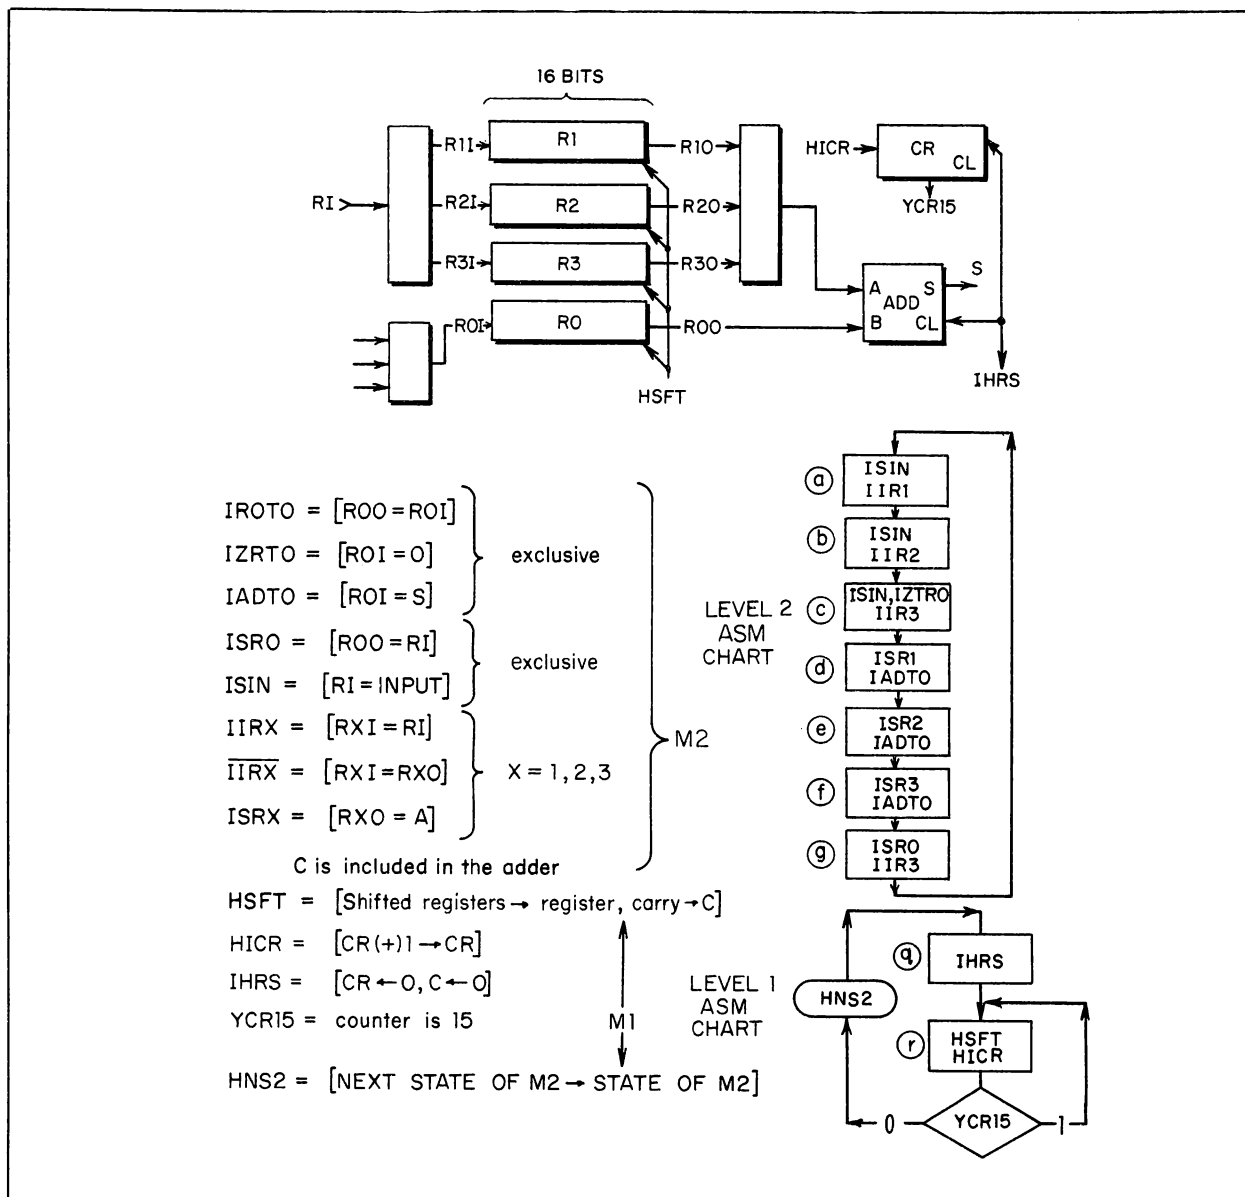 16 BITS
R1I
R1
R1O
HICR
CR
CL
YCR15
RI
R2I
R2
R2O
R3I
R3
R3O
A
S
ADD
B
CL
S
ROI
RO
ROO
IHRS
HSFT
IROTO = [ROO = ROI]
IZRTO = [ROI = O]
IADTO = [ROI = S]
exclusive
ISRO = [ROO = RI]
ISIN = [RI = INPUT]
exclusive
IIRX = [RXI = RI]
IIRX = [RXI = RXO]
ISRX = [RXO = A]
X = 1, 2, 3
M2
C is included in the adder
HSFT = [Shifted registers → register, carry → C]
HICR = [CR (+) 1 → CR]
IHRS = [CR ← O, C ← O]
YCR15 = counter is 15
M1
HNS2 = [NEXT STATE OF M2 → STATE OF M2]
LEVEL 2
ASM
CHART
a
ISIN
IIR1
b
ISIN
IIR2
c
ISIN, IZTRO
IIR3
d
ISR1
IADTO
e
ISR2
IADTO
f
ISR3
IADTO
g
ISRO
IIR3
LEVEL 1
ASM
CHART
HNS2
q
IHRS
r
HSFT
HICR
0
YCR15
1